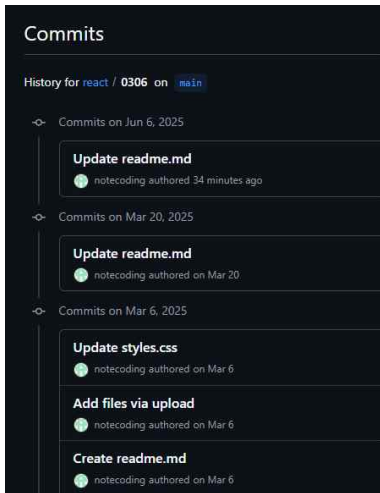 Commits
History for react / 0306 on main
Commits on Jun 6, 2025
Update readme.md
notecoding authored 34 minutes ago
Commits on Mar 20, 2025
Update readme.md
notecoding authored on Mar 20
Commits on Mar 6, 2025
Update styles.css
notecoding authored on Mar 6
Add files via upload
notecoding authored on Mar 6
Create readme.md
notecoding authored on Mar 6